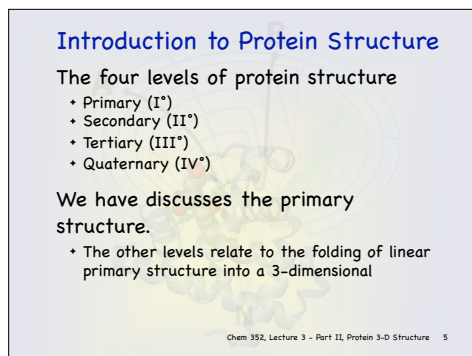 Introduction to Protein Structure
The four levels of protein structure
✦ Primary (I°)
✦ Secondary (II°)
✦ Tertiary (III°)
✦ Quaternary (IV°)
We have discusses the primary
structure.
✦ The other levels relate to the folding of linear
primary structure into a 3-dimensional
Chem 352, Lecture 3 - Part II, Protein 3-D Structure 5